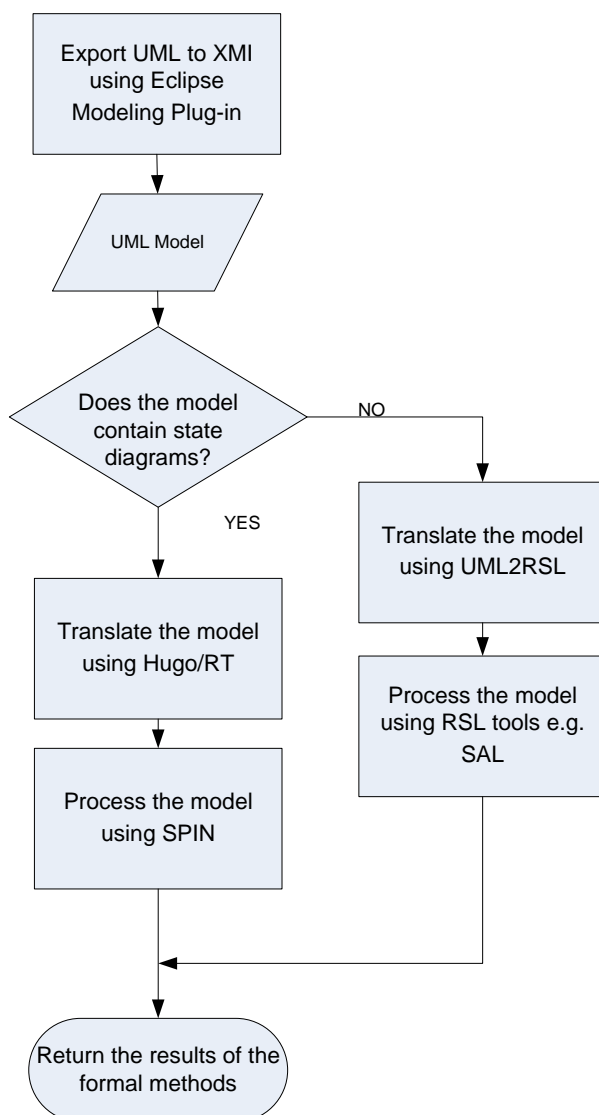 Export UML to XMI
using Eclipse
Modeling Plug-in
UML Model
Does the model
contain state
diagrams?
NO
YES
Translate the model
using UML2RSL
Translate the model
using Hugo/RT
Process the model
using RSL tools e.g.
SAL
Process the model
using SPIN
Return the results of the
formal methods